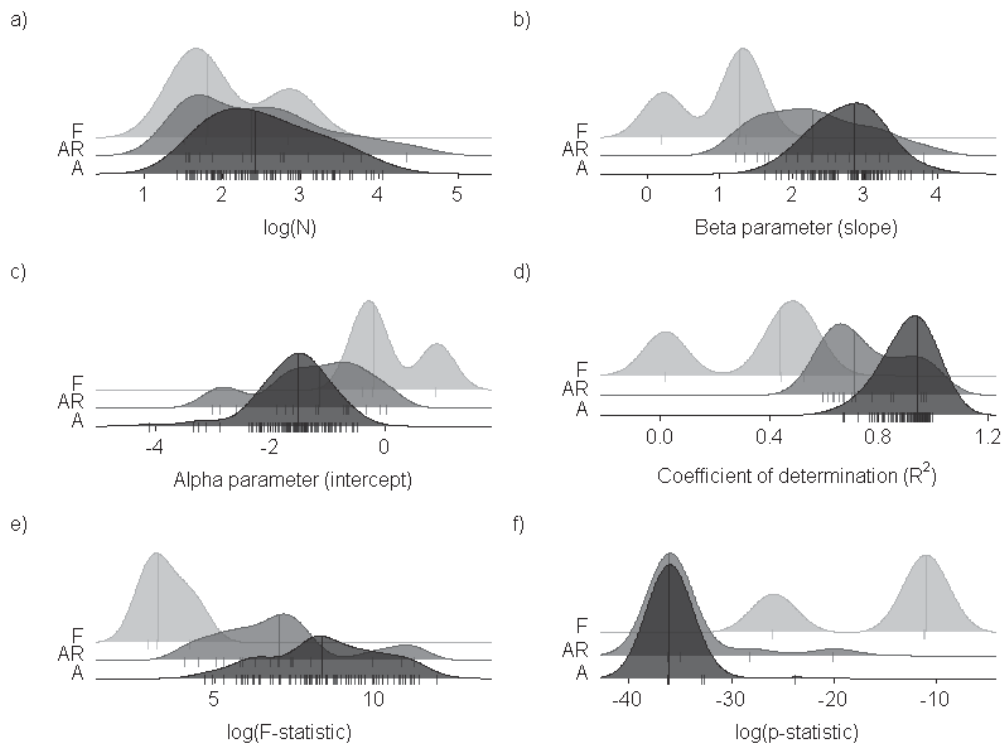 a)
F
AR
A
1 2 3 4 5
log(N)
b)
F
AR
A
0 1 2 3 4
Beta parameter (slope)
c)
F
AR
A
-4 -2 0
Alpha parameter (intercept)
d)
F
AR
A
0.0 0.4 0.8 1.2
Coefficient of determination (R²)
e)
F
AR
A
5 10
log(F-statistic)
f)
F
AR
A
-40 -30 -20 -10
log(p-statistic)